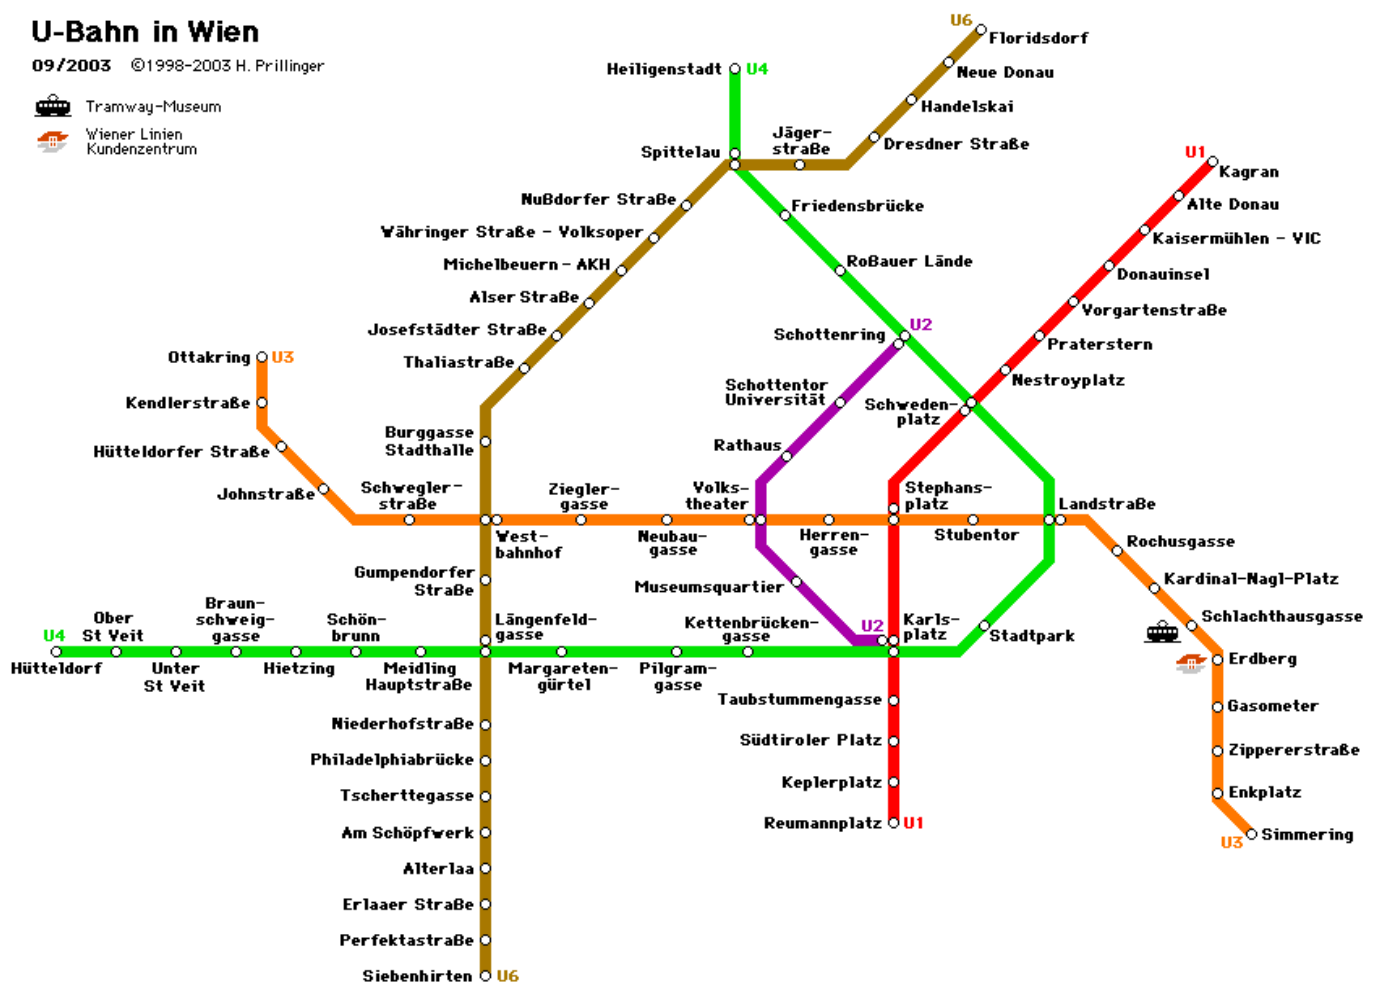 U-Bahn in Wien
09/2003 ©1998-2003 H. Prillinger
Tramway-Museum
Wiener Linien
Kundenzentrum
U6
Floridsdorf
Neue Donau
Handelskai
Dresdner Straße
Jäger-
straße
Heiligenstadt
U4
Spittelau
U1
Kagran
Alte Donau
Kaisermühlen - VIC
Donauinsel
Vorgartenstraße
Praterstern
Nestroyplatz
Nußdorfer Straße
Währinger Straße - Volksoper
Michelbeuern - AKH
Alser Straße
Josefstädter Straße
Thaliastraße
Friedensbrücke
Roßauer Lände
U2
Schottenring
Schottentor
Universität
Schweden-
platz
Rathaus
Ottakring
U3
Kendlerstraße
Hütteldorfer Straße
Johnstraße
Burggasse
Stadthalle
Schwegler-
straße
Ziegler-
gasse
Volks-
theater
Stephans-
platz
Landstraße
West-
bahnhof
Neubau-
gasse
Herren-
gasse
Stubentor
Rochusgasse
Kardinal-Nagl-Platz
Schlachthausgasse
Erdberg
Gasometer
Zippererstraße
Enkplatz
Simmering
U3
Gumpendorfer
Straße
Museumsquartier
U2
Karls-
platz
Stadtpark
U4
Hütteldorf
Ober
St Veit
Unter
St Veit
Braun-
schweig-
gasse
Hietzing
Schön-
brunn
Meidling
Hauptstraße
Längenfeld-
gasse
Margareten-
gürtel
Pilgram-
gasse
Kettenbrücken-
gasse
Taubstummengasse
Südtiroler Platz
Keplerplatz
Reumannplatz
U1
Niederhofstraße
Philadelphiabrücke
Tscherttegasse
Am Schöpfwerk
Alterlaa
Erlaaer Straße
Perfektastraße
Siebenhirten
U6